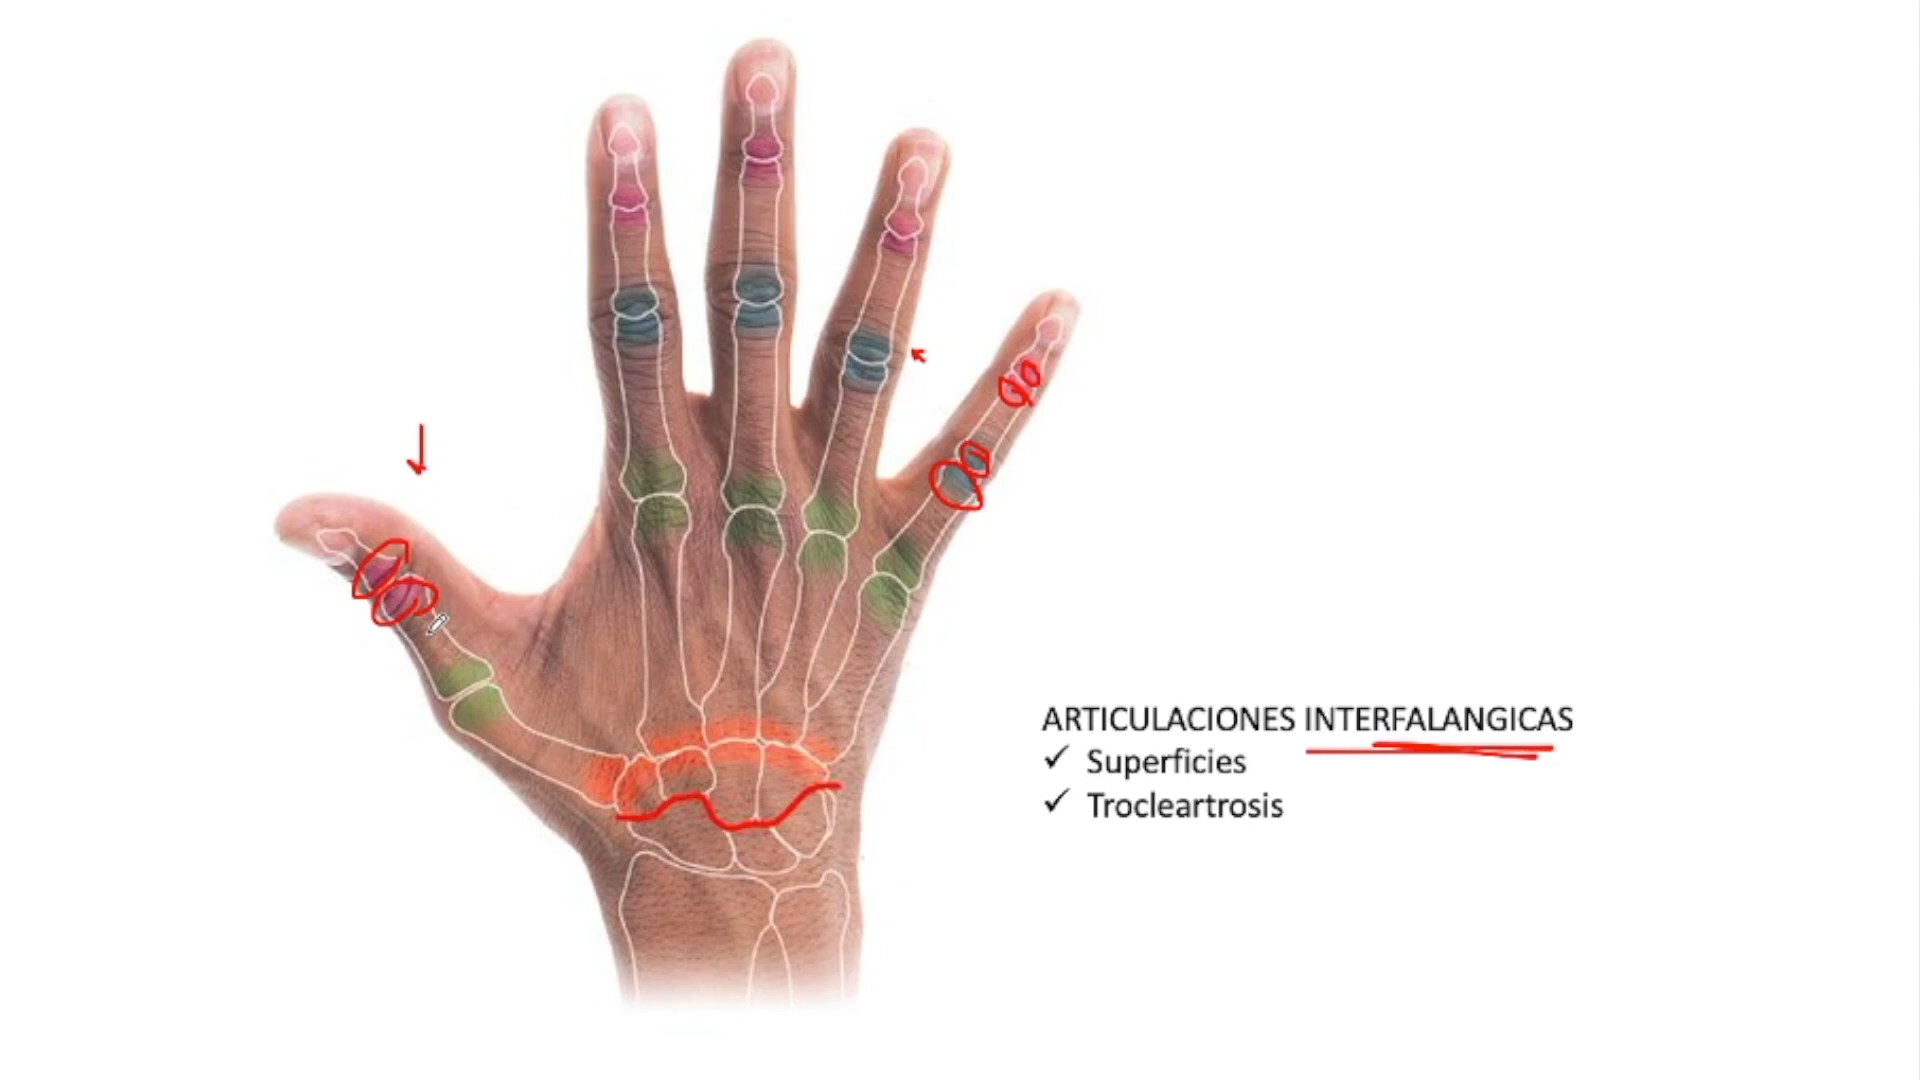 ARTICULACIONES INTERFALANGICAS
✓ Superficies
✓ Trocleartrosis